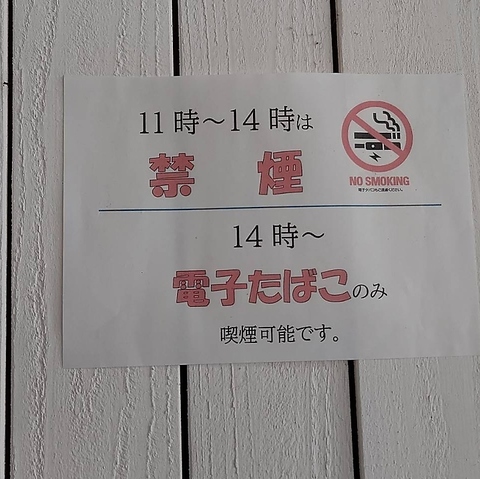 11時～14時は
禁 煙
NO SMOKING
14時～
電子たばこのみ
喫煙可能です。